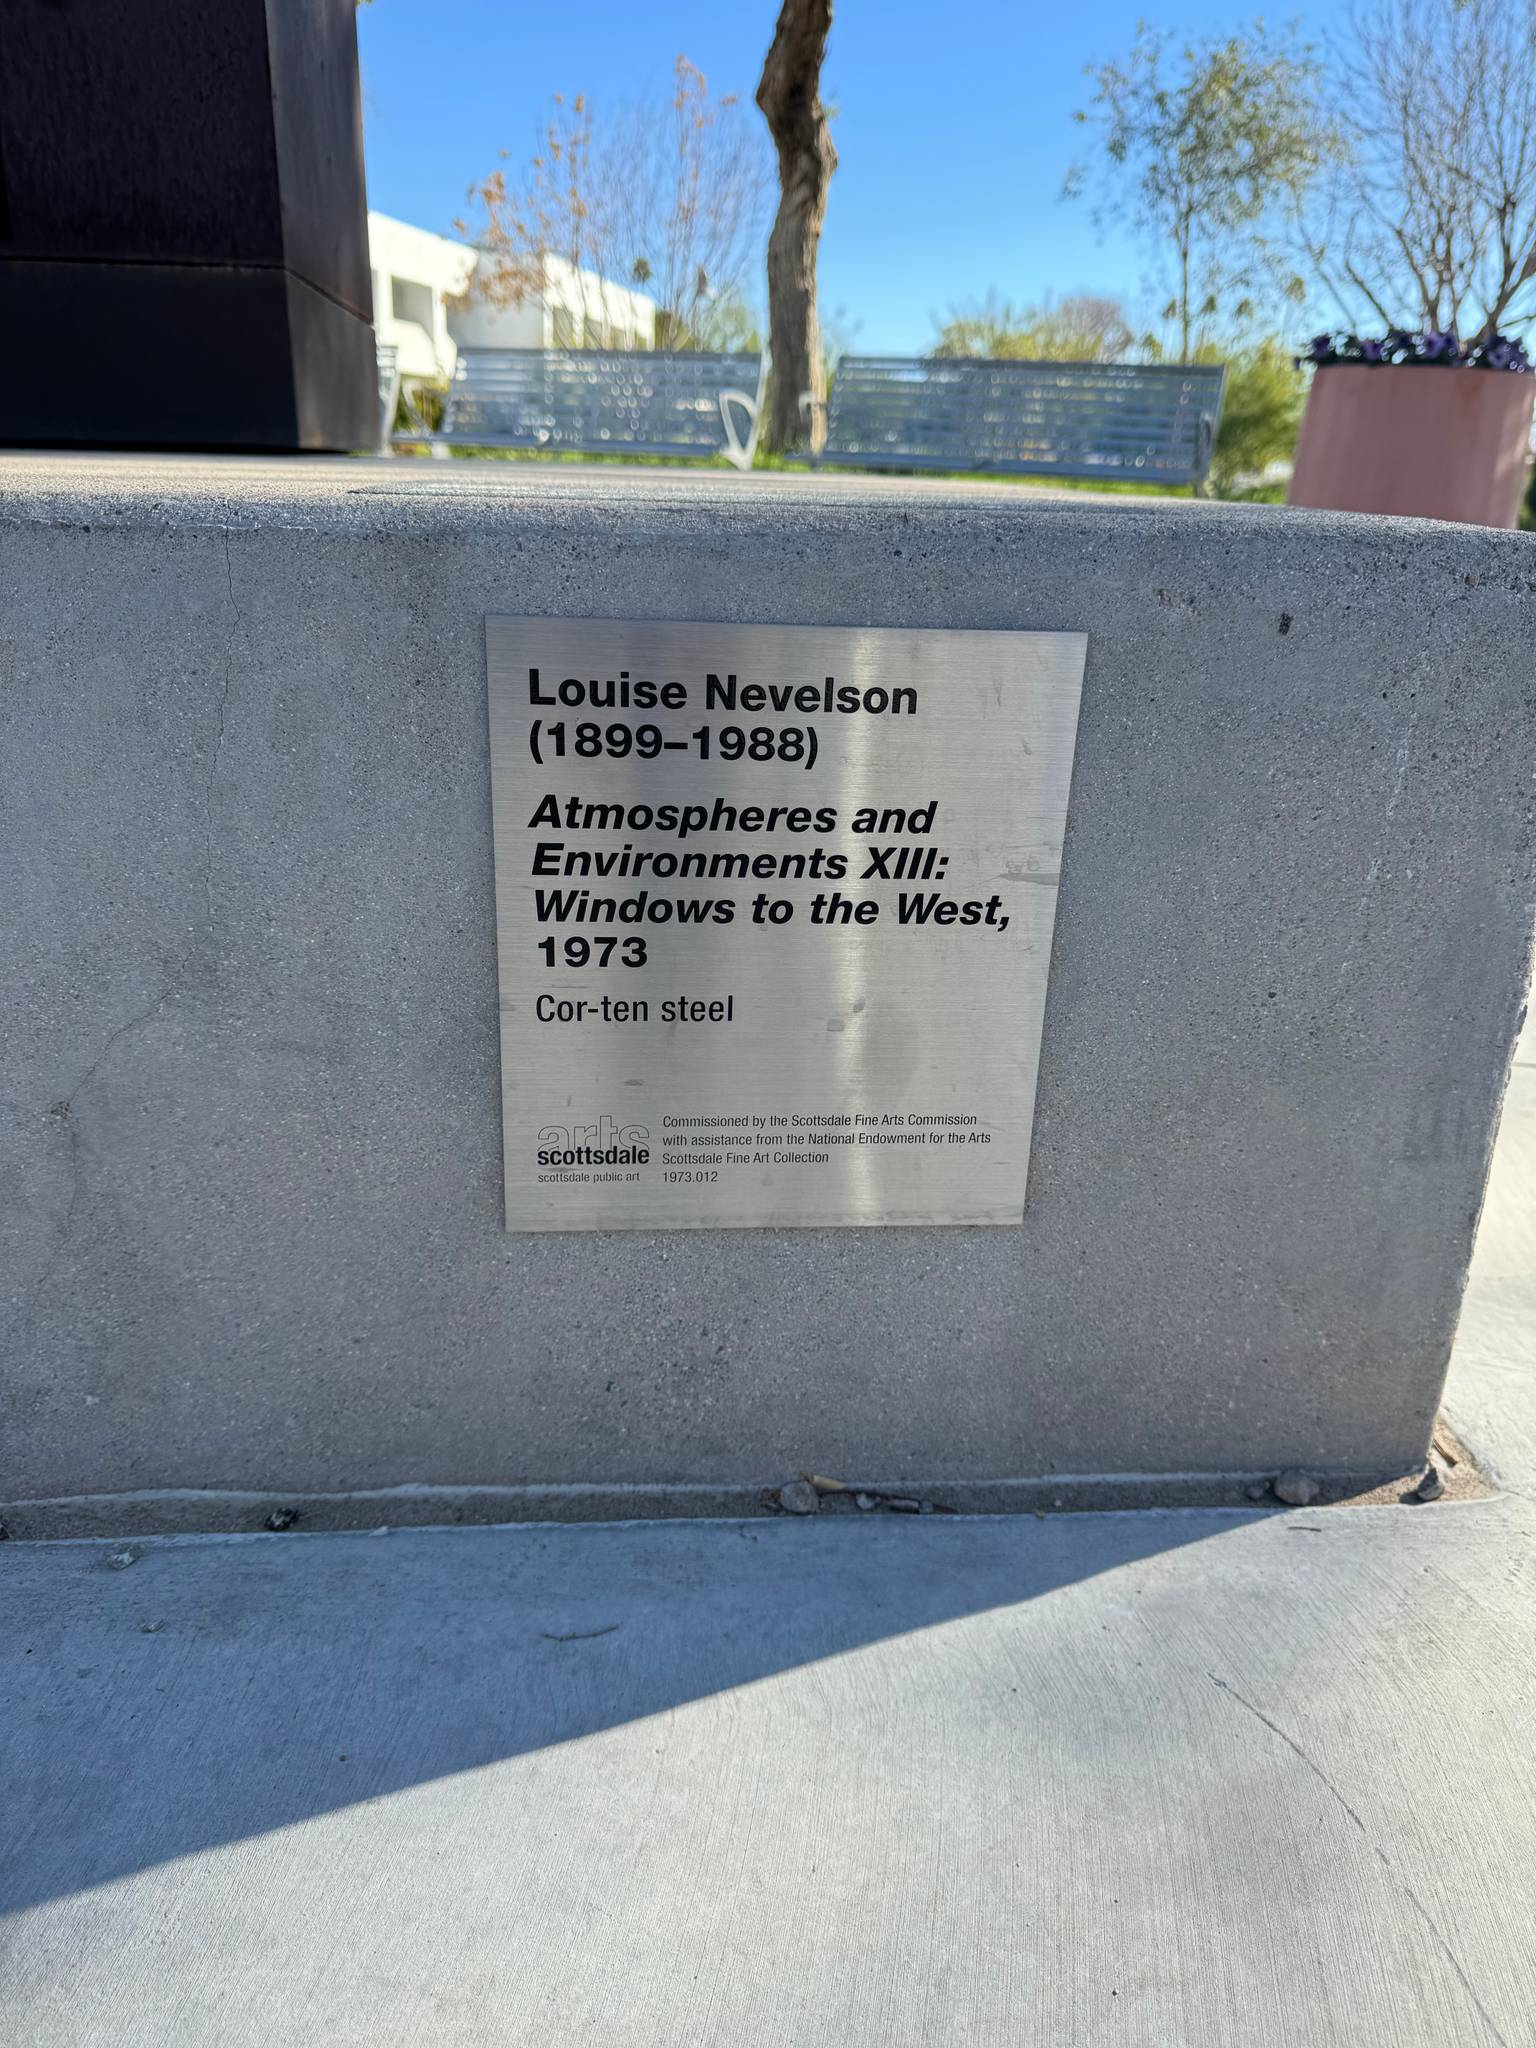 Louise Nevelson
(1899–1988)
Atmospheres and
Environments XIII:
Windows to the West,
1973
Cor-ten steel
arts
scottsdale
scottsdale public art
Commissioned by the Scottsdale Fine Arts Commission
with assistance from the National Endowment for the Arts
Scottsdale Fine Art Collection
1973.012